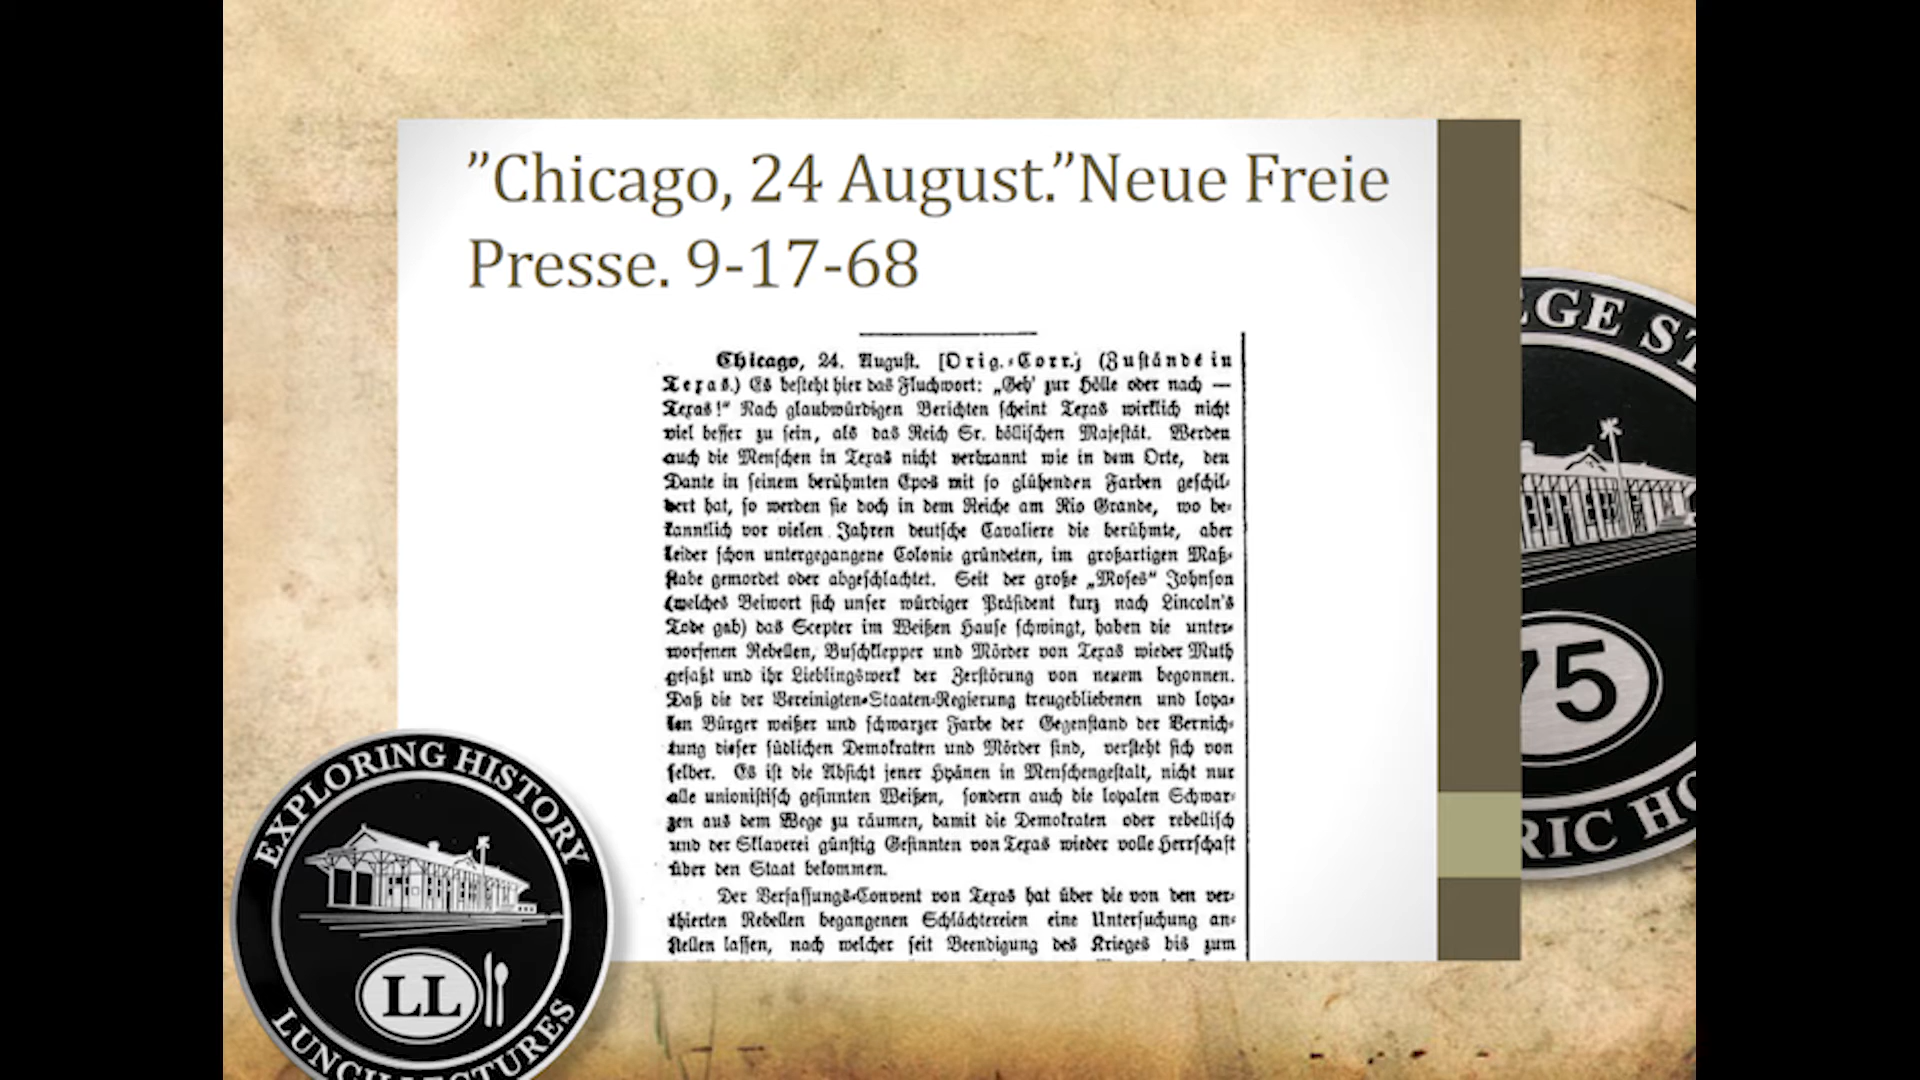 ”Chicago, 24 August.”Neue Freie
Presse. 9-17-68
Chicago, 24. August. [Orig.-Corr.] (Zustände in
Texas.) Es besteht hier das Fluchwort: „Geh' zur Hölle oder nach —
Texas!“ Nach glaubwürdigen Berichten scheint Texas wirklich nicht
viel besser zu sein, als das Reich Sr. höllischen Majestät. Werden
auch die Menschen in Texas nicht verbrannt wie in dem Orte, den
Dante in seinem berühmten Epos mit so glühenden Farben geschil-
dert hat, so werden sie doch in dem Reiche am Rio Grande, wo be-
kanntlich vor vielen Jahren deutsche Cavaliere die berühmte, aber
leider schon untergegangene Colonie gründeten, im großartigen Maß-
stabe gemordet oder abgeschlachtet. Seit der große „Moses“ Johnson
(welches Beiwort sich unser würdiger Präsident kurz nach Lincoln's
Tode gab) das Scepter im Weißen Hause schwingt, haben die unter-
worfenen Rebellen, Buschklepper und Mörder von Texas wieder Muth
gefaßt und ihr Lieblingswerk der Zerstörung von neuem begonnen.
Daß die der Vereinigten-Staaten-Regierung treugebliebenen und loya-
len Bürger weißer und schwarzer Farbe der Gegenstand der Vernich-
tung dieser südlichen Demokraten und Mörder sind, versteht sich von
selber. Es ist die Absicht jener Hyänen in Menschengestalt, nicht nur
alle unionistisch gesinnten Weißen, sondern auch die loyalen Schwar-
zen aus dem Wege zu räumen, damit die Demokraten oder rebellisch
und der Sklaverei günstig Gesinnten von Texas wieder volle Herrschaft
über den Staat bekommen.
Der Verfassungs-Convent von Texas hat über die von den ver-
thierten Rebellen begangenen Schlächtereien eine Untersuchung an-
stellen lassen, nach welcher seit Beendigung des Krieges bis zum
EXPLORING HISTORY
LL
LUNCH LECTURES
EGE ST
75
RIC HO